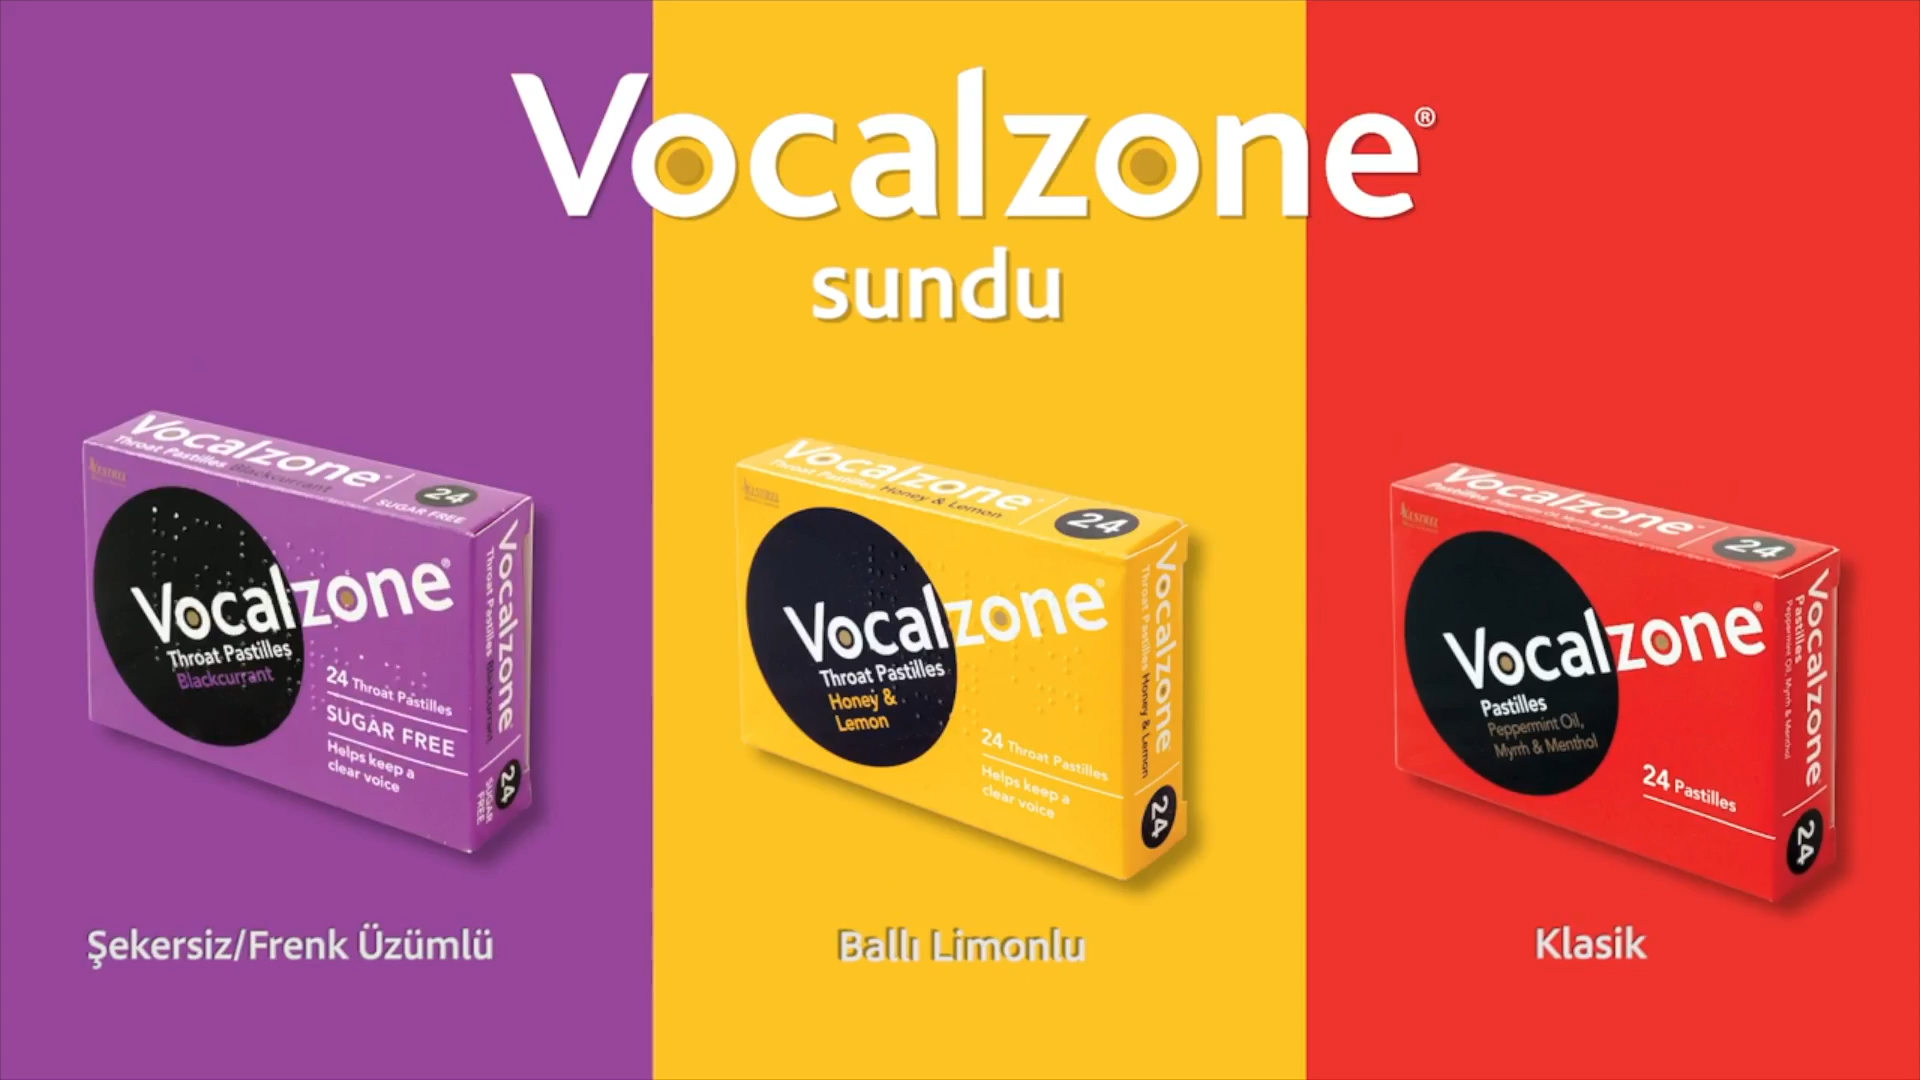 Vocalzone®
sundu
Vocalzone®
Throat Pastilles Blackcurrant
24
SUGAR FREE
KESTREL
Vocalzone®
Throat Pastilles
Blackcurrant
24 Throat Pastilles
SUGAR FREE
Helps keep a
clear voice
Vocalzone
Throat Pastilles Blackcurrant
24
SUGAR
FREE
Şekersiz/Frenk Üzümlü
Vocalzone
Throat Pastilles Honey & Lemon
24
KESTREL
Vocalzone®
Throat Pastilles
Honey &
Lemon
24 Throat Pastilles
Helps keep a
clear voice
Vocalzone
Throat Pastilles Honey & Lemon
24
Ballı Limonlu
Vocalzone
Pastilles Peppermint Oil, Myrrh & Menthol
24
KESTREL
Vocalzone®
Pastilles
Peppermint Oil,
Myrrh & Menthol
24 Pastilles
Vocalzone
Pastilles
Peppermint Oil, Myrrh & Menthol
24
Klasik